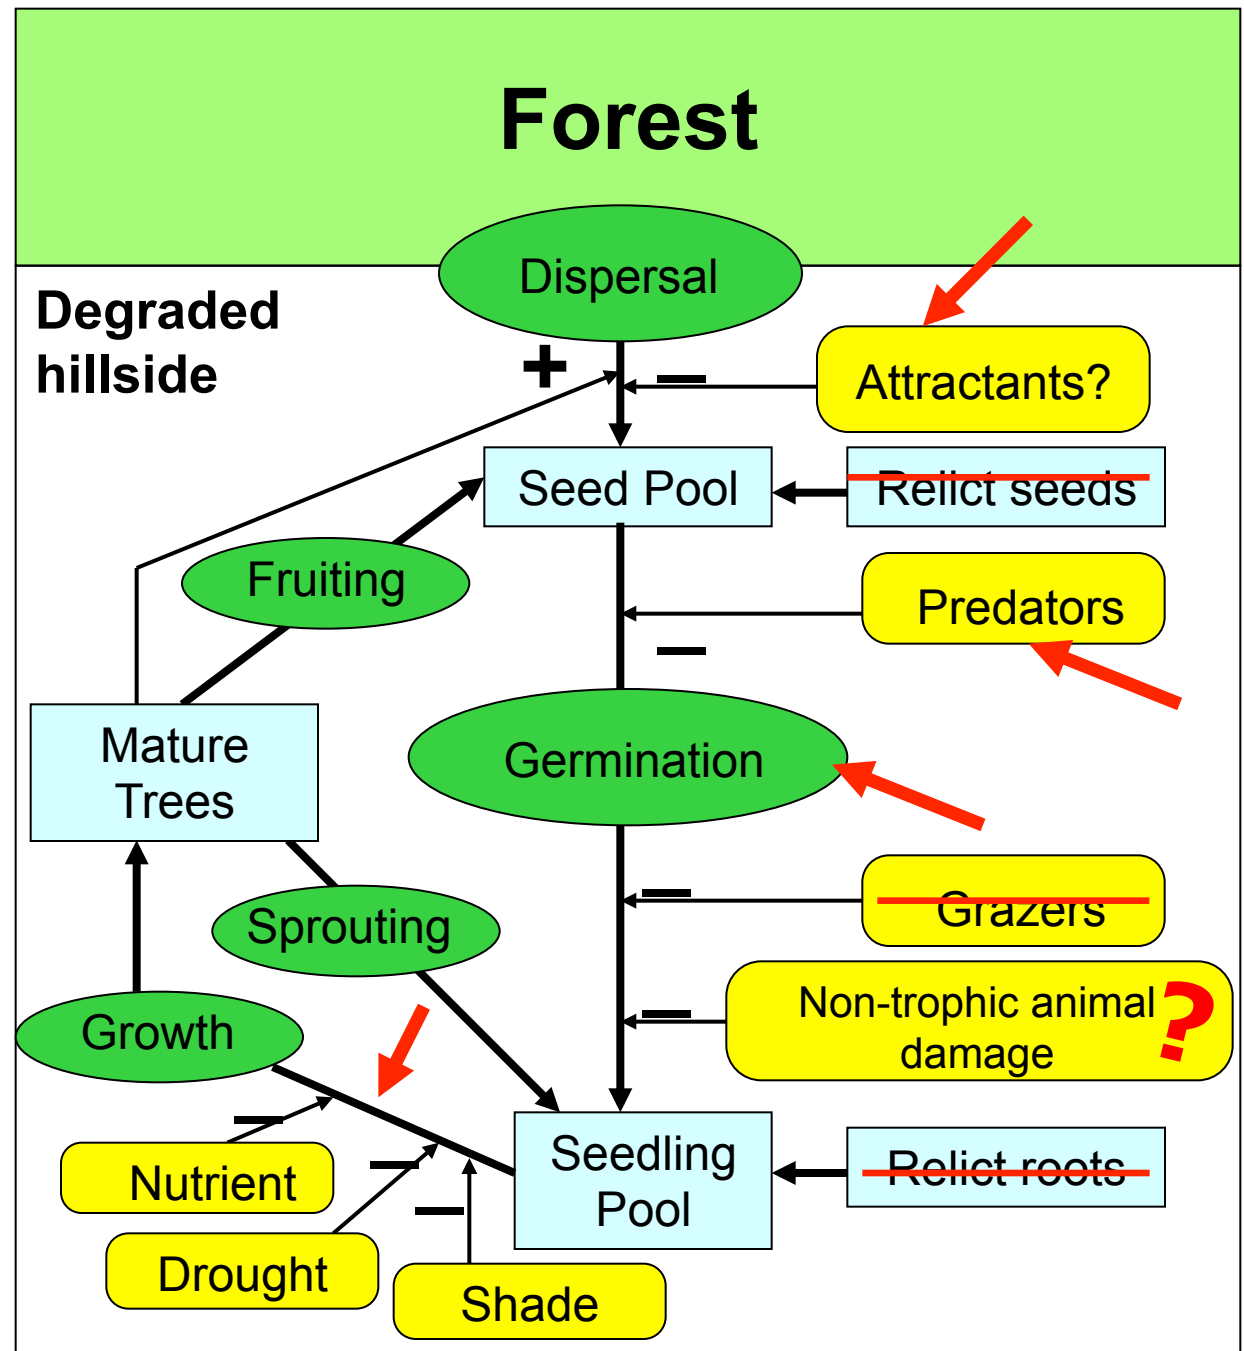 Forest
Dispersal
Degraded
hillside
+
–
Attractants?
Seed Pool
Relict seeds
Fruiting
Predators
–
Mature
Trees
Germination
–
Grazers
Sprouting
Non-trophic animal
damage
?
–
Growth
–
Nutrient
–
Drought
–
Shade
Seedling
Pool
Relict roots